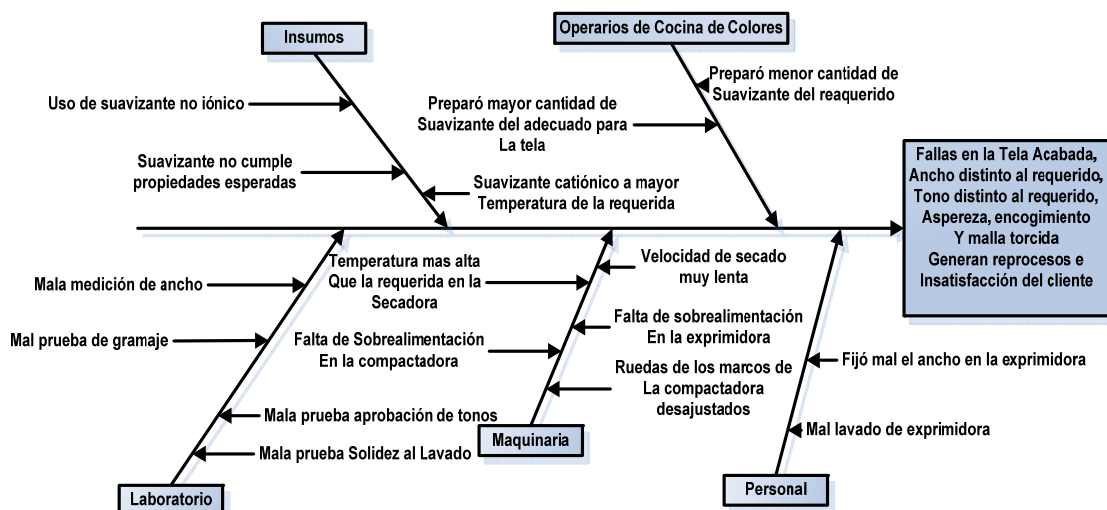 Insumos
Operarios de Cocina de Colores
Uso de suavizante no iónico
Suavizante no cumple
propiedades esperadas
Suavizante catiónico a mayor
Temperatura de la requerida
Preparó mayor cantidad de
Suavizante del adecuado para
La tela
Preparó menor cantidad de
Suavizante del reaquerido
Fallas en la Tela Acabada,
Ancho distinto al requerido,
Tono distinto al requerido,
Aspereza, encogimiento
Y malla torcida
Generan reprocesos e
Insatisfacción del cliente
Mala medición de ancho
Mal prueba de gramaje
Mala prueba aprobación de tonos
Mala prueba Solidez al Lavado
Laboratorio
Temperatura mas alta
Que la requerida en la
Secadora
Falta de Sobrealimentación
En la compactadora
Velocidad de secado
muy lenta
Falta de sobrealimentación
En la exprimidora
Ruedas de los marcos de
La compactadora
desajustados
Maquinaria
Fijó mal el ancho en la exprimidora
Mal lavado de exprimidora
Personal